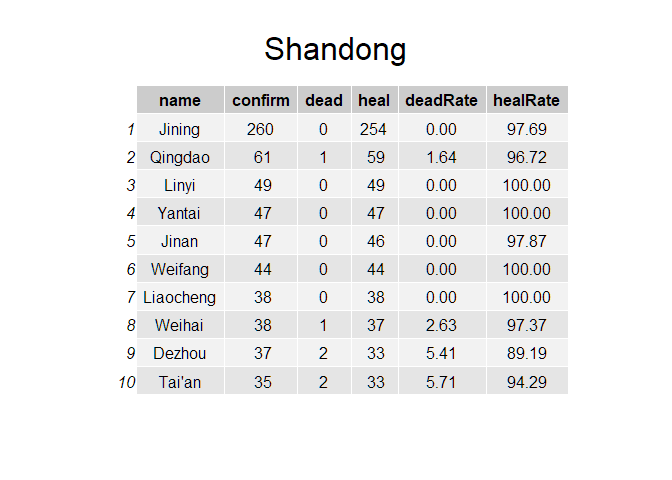 Shandong
name confirm dead heal deadRate healRate
1 Jining 260 0 254 0.00 97.69
2 Qingdao 61 1 59 1.64 96.72
3 Linyi 49 0 49 0.00 100.00
4 Yantai 47 0 47 0.00 100.00
5 Jinan 47 0 46 0.00 97.87
6 Weifang 44 0 44 0.00 100.00
7 Liaocheng 38 0 38 0.00 100.00
8 Weihai 38 1 37 2.63 97.37
9 Dezhou 37 2 33 5.41 89.19
10 Tai'an 35 2 33 5.71 94.29